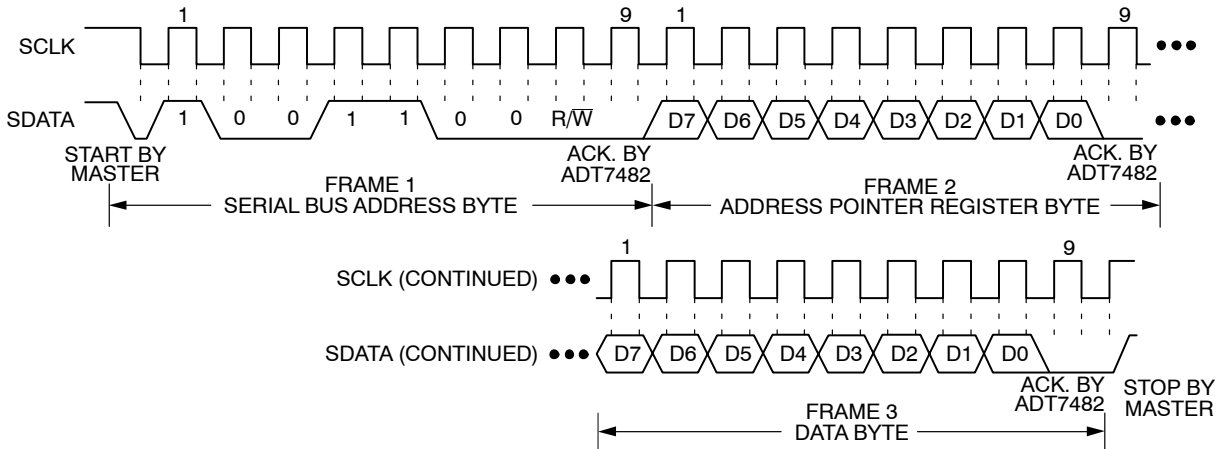 1 9 1 9
SCLK
SDATA 1 0 0 1 1 0 0 R/W̅ D7 D6 D5 D4 D3 D2 D1 D0
START BY
MASTER
ACK. BY
ADT7482
ACK. BY
ADT7482
FRAME 1
SERIAL BUS ADDRESS BYTE
FRAME 2
ADDRESS POINTER REGISTER BYTE
1 9
SCLK (CONTINUED)
SDATA (CONTINUED) D7 D6 D5 D4 D3 D2 D1 D0
ACK. BY
ADT7482
STOP BY
MASTER
FRAME 3
DATA BYTE